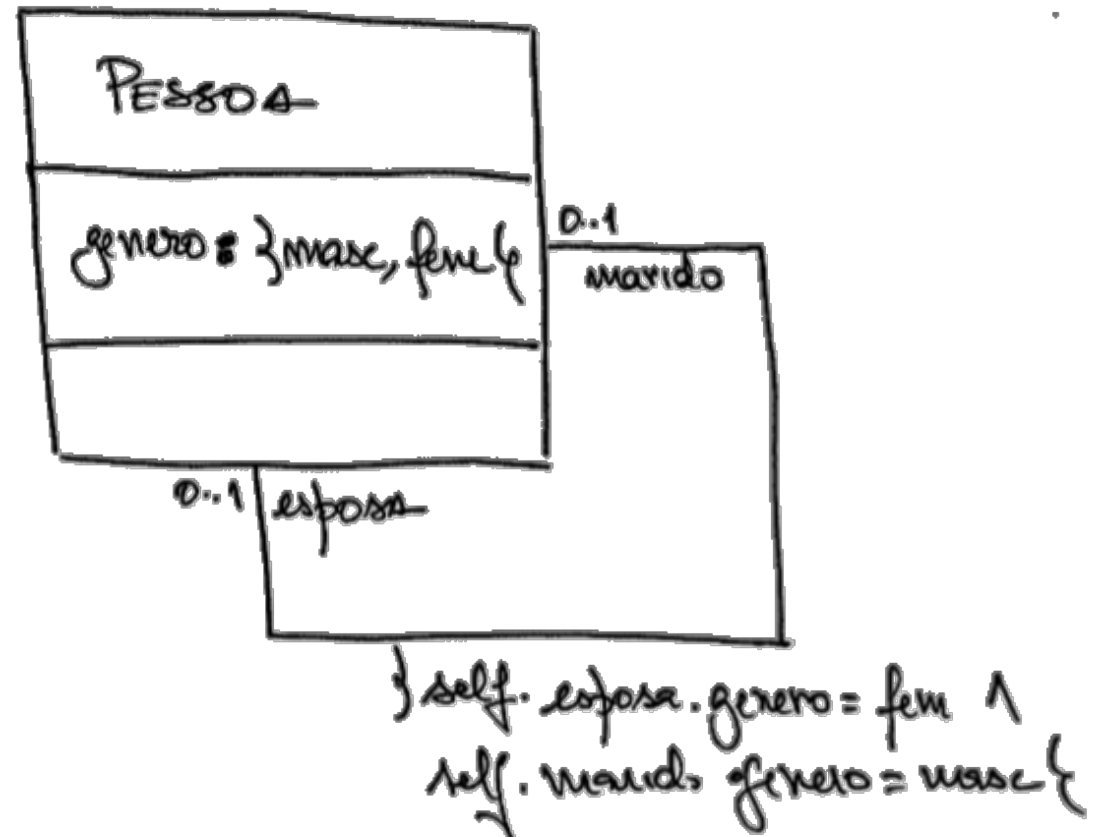 PESSOA
genero: }masc, fem{
0..1
marido
0..1 esposa
}self.esposa.genero = fem ∧
self.marido genero = masc{